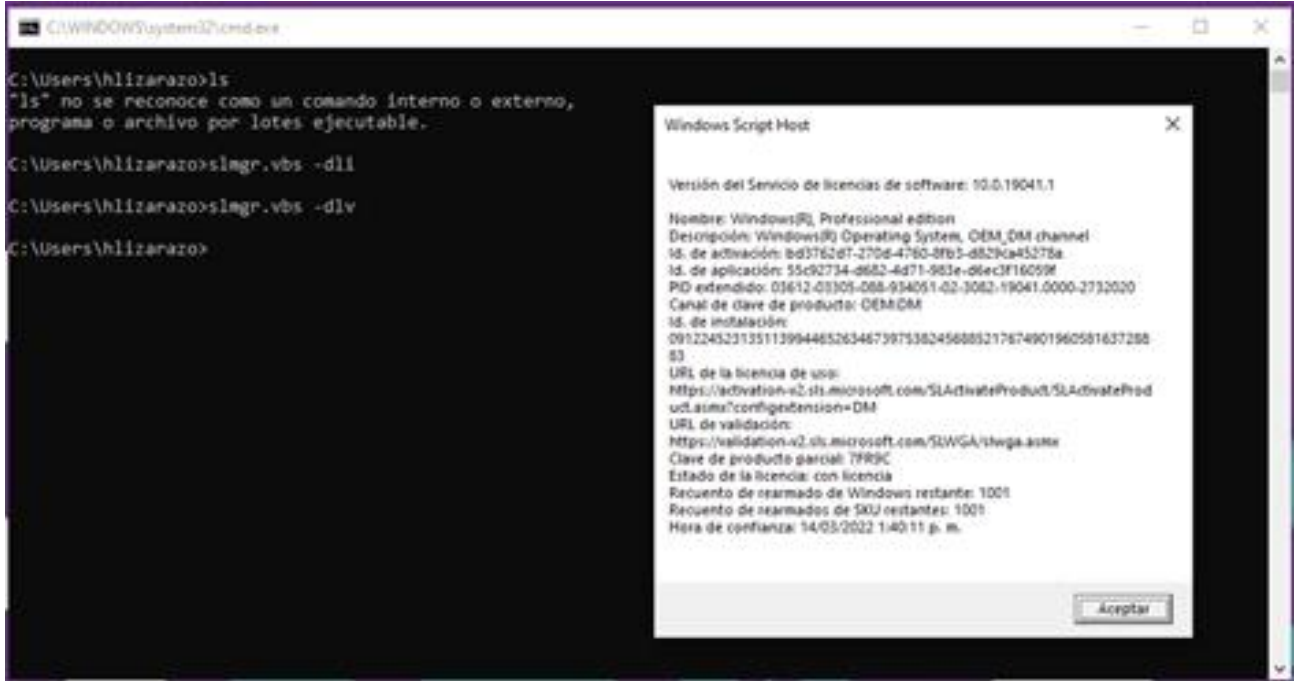 C:\WINDOWS\system32\cmd.exe
C:\Users\hlizarazo>ls
"ls" no se reconoce como un comando interno o externo,
programa o archivo por lotes ejecutable.
C:\Users\hlizarazo>slmgr.vbs -dli
C:\Users\hlizarazo>slmgr.vbs -dlv
C:\Users\hlizarazo>
Windows Script Host
Versión del Servicio de licencias de software: 10.0.19041.1
Nombre: Windows(R), Professional edition
Descripción: Windows(R) Operating System, OEM_DM channel
Id. de activación: bd3762d7-270d-4760-8fb3-d829ca45278a
Id. de aplicación: 55c92734-d682-4d71-983e-d6ec3f16059f
PID extendido: 03612-03305-088-934051-02-3082-19041.0000-2732020
Canal de clave de producto: OEM:DM
Id. de instalación:
URL de la licencia de uso:
https://activation-v2.sls.microsoft.com/SLActivateProduct/SLActivateProd
uct.asmx?configextension=DM
URL de validación:
https://validation-v2.sls.microsoft.com/SLWGA/slwga.asmx
Clave de producto parcial: 7FR9C
Estado de la licencia: con licencia
Recuento de rearmado de Windows restante: 1001
Recuento de rearmados de SKU restantes: 1001
Hora de confianza: 14/03/2022 1:40:11 p. m.
Aceptar